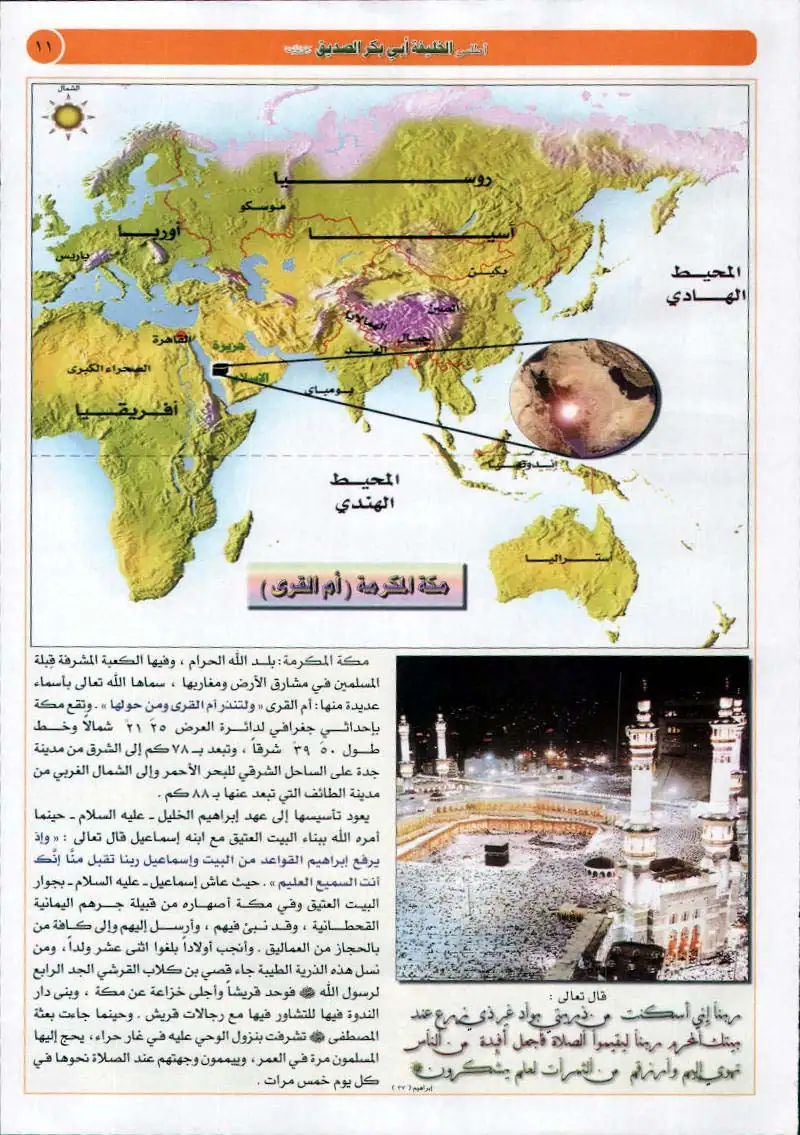 ١١
أطلس الخليفة أبي بكر الصديق
الشمال
روسيا
موسكو
أوربا
آسيا
باريس
بكين
المحيط
الهادي
الصين
الهمالايا
جبال
القاهرة
جزيرة
الهند
الصحراء الكبرى
بومباي
أفريقيا
إندونيسيا
المحيط
الهندي
أستراليا
مكة المكرمة ( أم القرى )
مكة المكرمة : بلد الله الحرام ، وفيها الكعبة المشرفة قبلة
المسلمين في مشارق الأرض ومغاربها ، سماها الله تعالى بأسماء
عديدة منها : أم القرى « ولتنذر أم القرى ومن حولها » . وتقع مكة
بإحداثي جغرافي لدائرة العرض ٢٥ ٢١ شمالاً وخط
طول ٥٠ ٣٩ شرقاً ، وتبعد بـ ٧٨ كم إلى الشرق من مدينة
جدة على الساحل الشرقي للبحر الأحمر وإلى الشمال الغربي من
مدينة الطائف التي تبعد عنها بـ ٨٨ كم .
يعود تأسيسها إلى عهد إبراهيم الخليل ـ عليه السلام ـ حينما
أمره الله ببناء البيت العتيق مع ابنه إسماعيل قال تعالى : « وإذ
يرفع إبراهيم القواعد من البيت وإسماعيل ربنا تقبل منَّا إنَّك
أنت السميع العليم » . حيث عاش إسماعيل ـ عليه السلام ـ بجوار
البيت العتيق وفي مكة أصهاره من قبيلة جرهم اليمانية
القحطانية ، وقد نبئ فيهم ، وأرسل إليهم وإلى كافة من
بالحجاز من العماليق . وأنجب أولاداً بلغوا اثنى عشر ولداً ، ومن
نسل هذه الذرية الطيبة جاء قصي بن كلاب القرشي الجد الرابع
لرسول الله ﷺ فوحد قريشاً وأجلى خزاعة عن مكة ، وبنى دار
الندوة فيها للتشاور فيها مع رجالات قريش . وحينما جاءت بعثة
المصطفى ﷺ تشرفت بنزول الوحي عليه في غار حراء، يحج إليها
المسلمون مرة في العمر، وييممون وجهتهم عند الصلاة نحوها في
كل يوم خمس مرات .
قال تعالى :
ربنا إني أسكنت من ذريتي بواد غير ذي زرع عند
بيتك المحرم ربنا ليقيموا الصلاة فاجعل أفئدة من الناس
تهوي إليهم وارزقهم من الثمرات لعلهم يشكرون
إبراهيم ( ٣٧ )